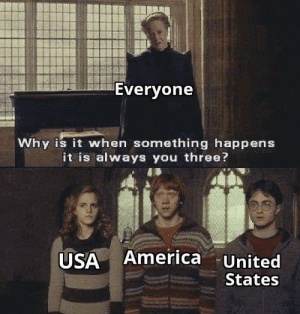 Everyone
Why is it when something happens
it is always you three?
USA
America
United
States